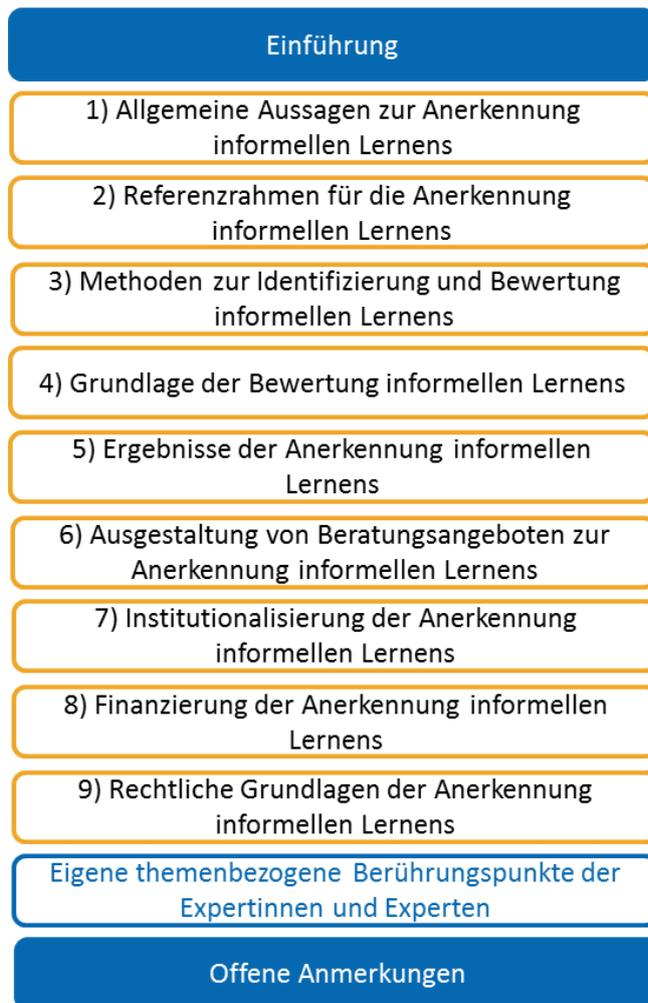 Einführung
1) Allgemeine Aussagen zur Anerkennung
informellen Lernens
2) Referenzrahmen für die Anerkennung
informellen Lernens
3) Methoden zur Identifizierung und Bewertung
informellen Lernens
4) Grundlage der Bewertung informellen Lernens
5) Ergebnisse der Anerkennung informellen
Lernens
6) Ausgestaltung von Beratungsangeboten zur
Anerkennung informellen Lernens
7) Institutionalisierung der Anerkennung
informellen Lernens
8) Finanzierung der Anerkennung informellen
Lernens
9) Rechtliche Grundlagen der Anerkennung
informellen Lernens
Eigene themenbezogene Berührungspunkte der
Expertinnen und Experten
Offene Anmerkungen